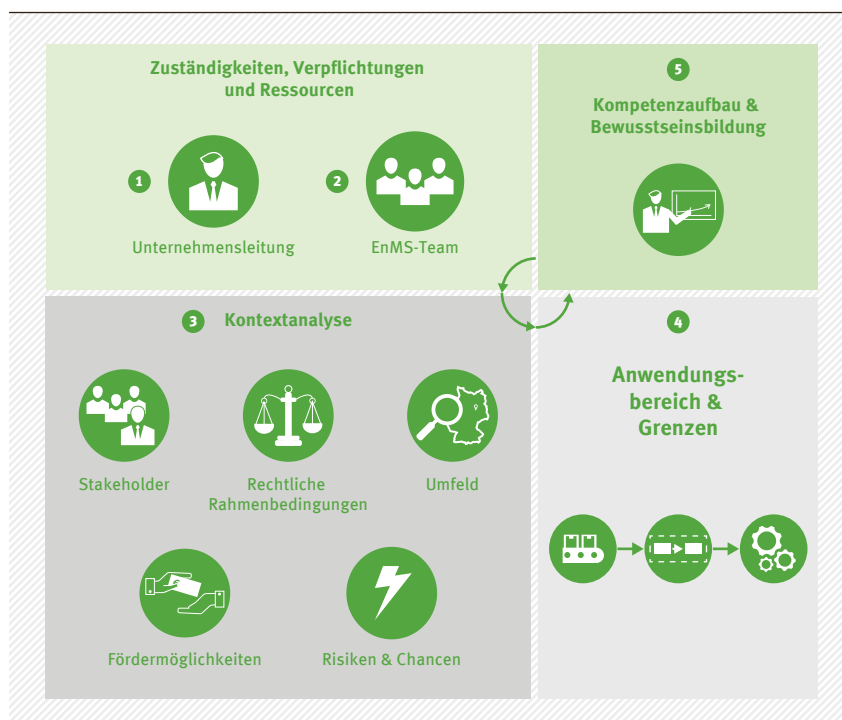 Zuständigkeiten, Verpflichtungen
und Ressourcen
1
Unternehmensleitung
2
EnMS-Team
5
Kompetenzaufbau &
Bewusstseinsbildung
3 Kontextanalyse
Stakeholder
Rechtliche
Rahmenbedingungen
Umfeld
Fördermöglichkeiten
Risiken & Chancen
4
Anwendungs-
bereich &
Grenzen